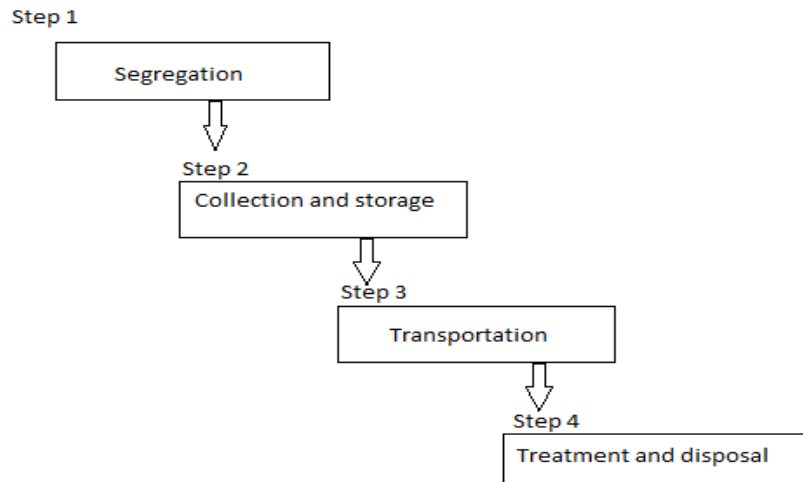 Step 1
Segregation
Step 2
Collection and storage
Step 3
Transportation
Step 4
Treatment and disposal